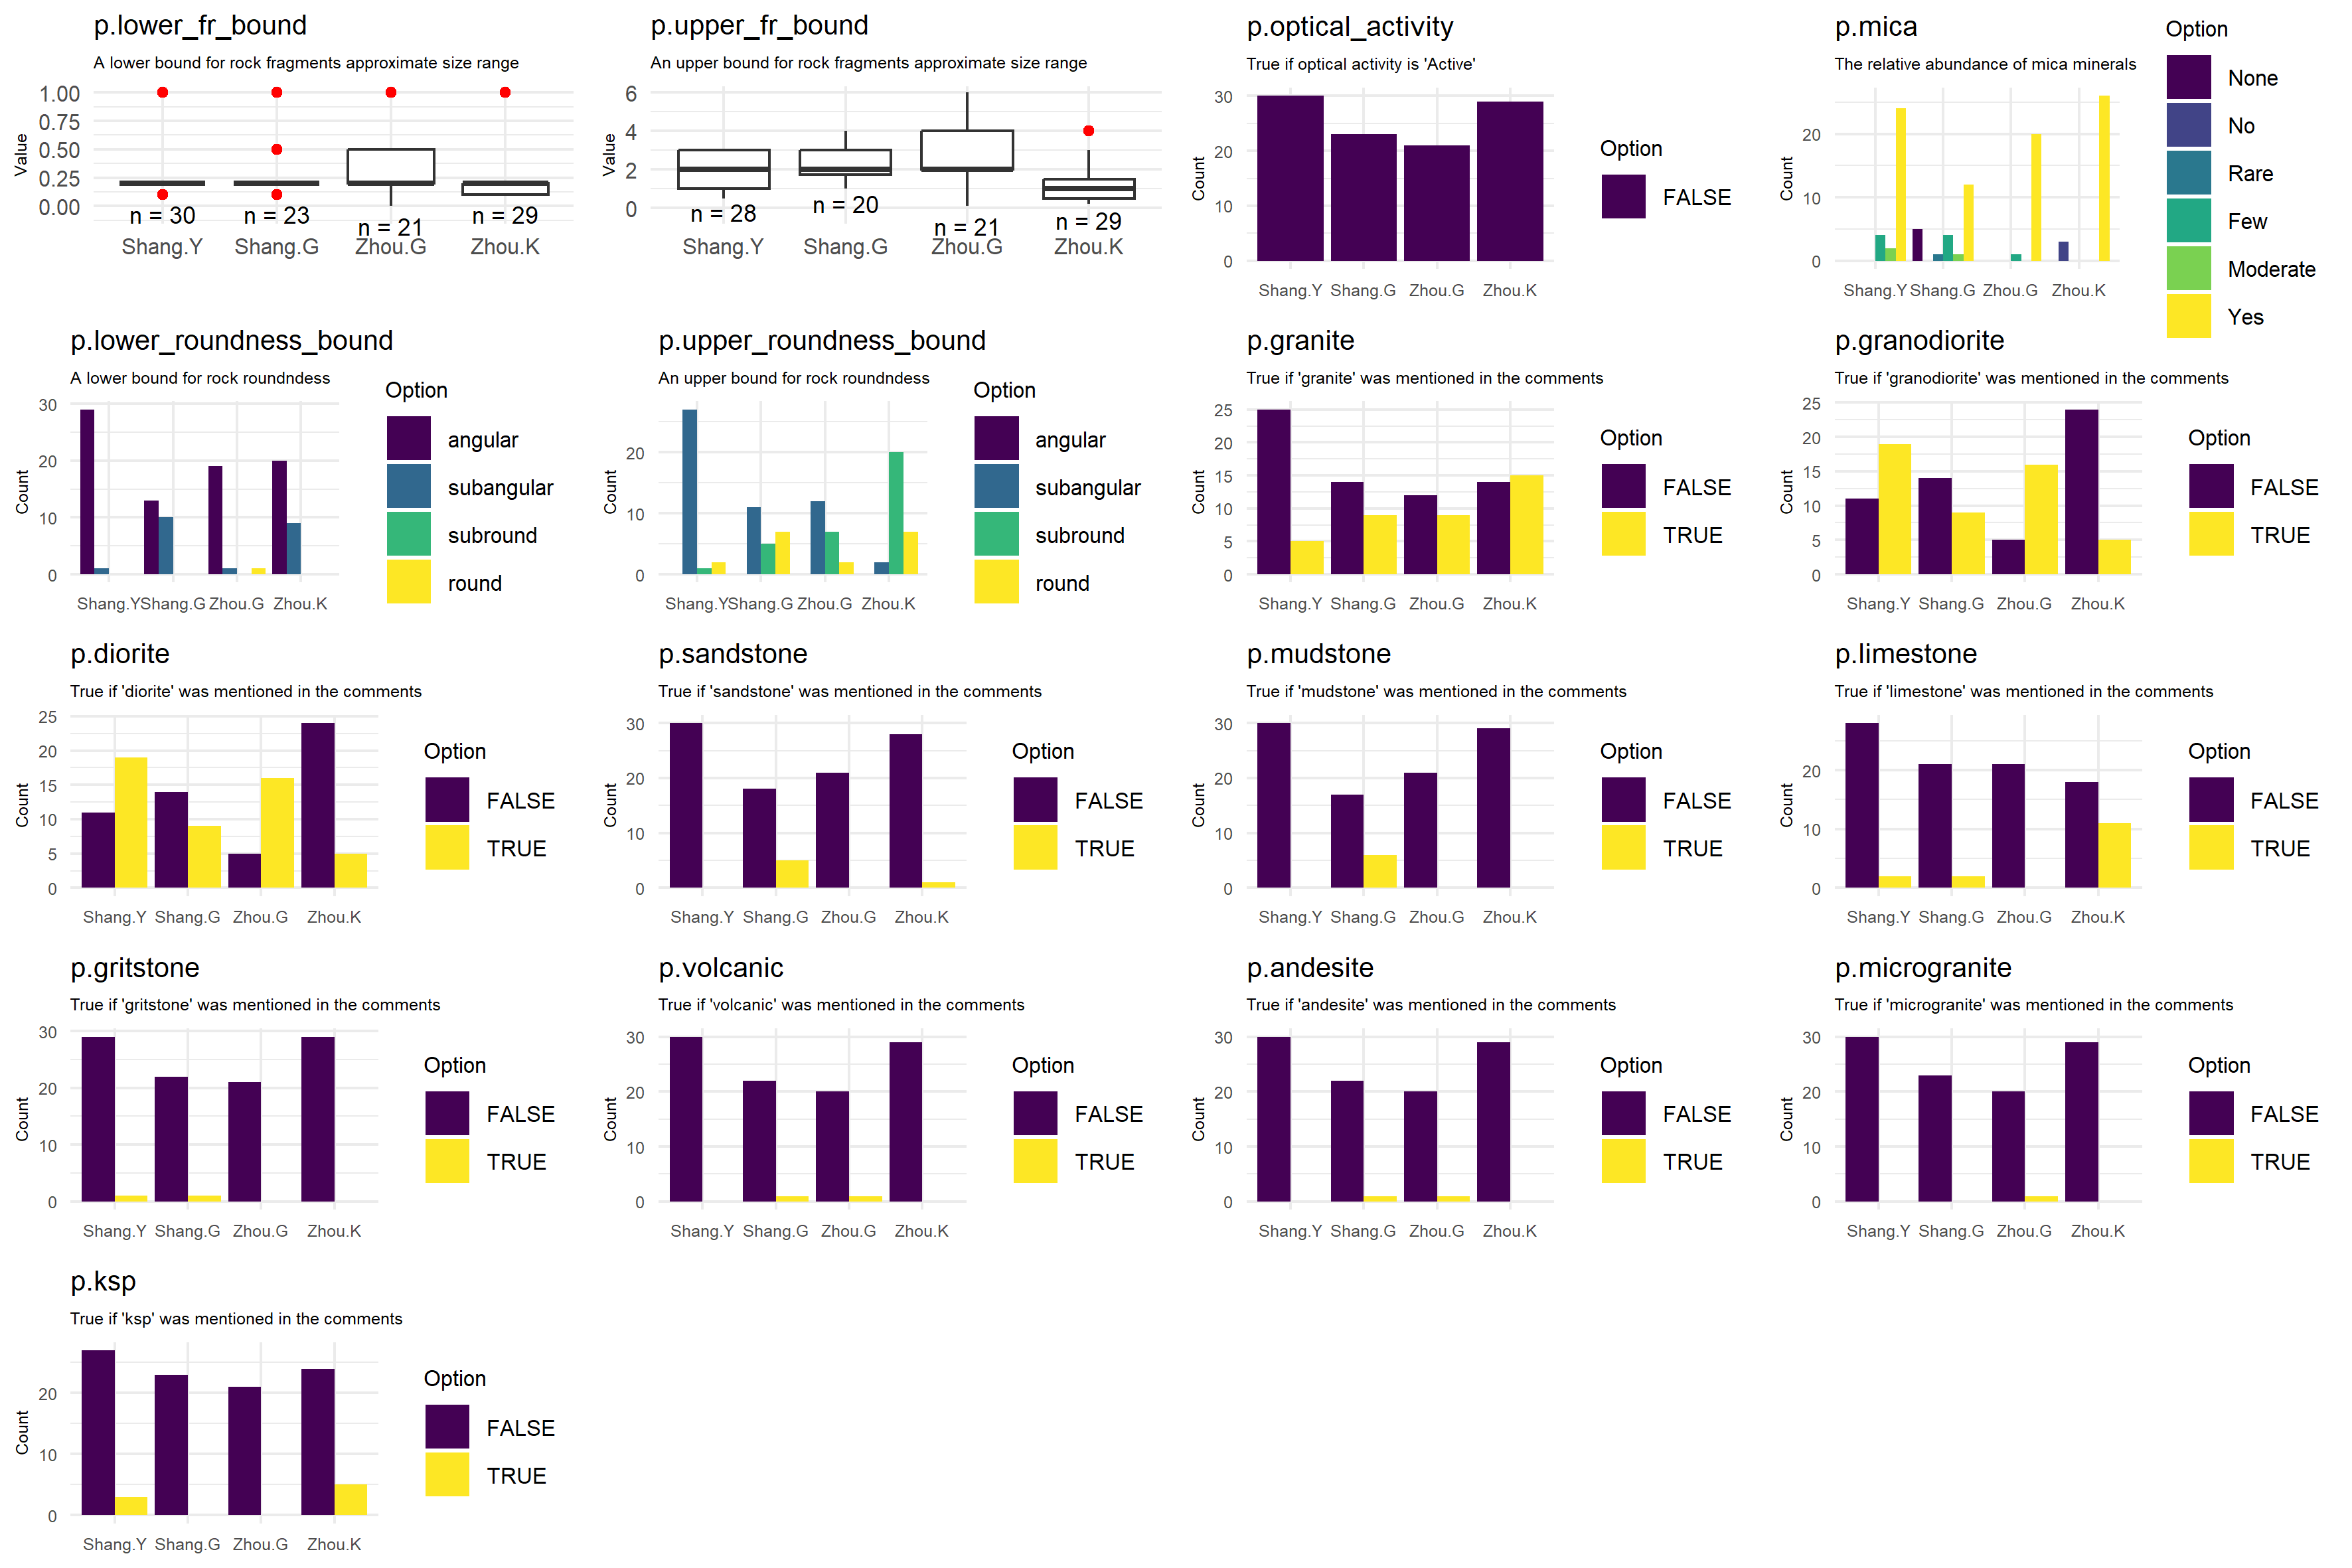 p.lower_fr_bound
A lower bound for rock fragments approximate size range
Value
1.00
0.75
0.50
0.25
0.00
n = 30
n = 23
n = 21
n = 29
Shang.Y
Shang.G
Zhou.G
Zhou.K
p.upper_fr_bound
An upper bound for rock fragments approximate size range
Value
6
4
2
0
n = 28
n = 20
n = 21
n = 29
Shang.Y
Shang.G
Zhou.G
Zhou.K
p.optical_activity
True if optical activity is 'Active'
Count
30
20
10
0
Shang.Y
Shang.G
Zhou.G
Zhou.K
Option
FALSE
p.mica
The relative abundance of mica minerals
Count
20
10
0
Shang.Y
Shang.G
Zhou.G
Zhou.K
Option
None
No
Rare
Few
Moderate
Yes
p.lower_roundness_bound
A lower bound for rock roundndess
Count
30
20
10
0
Shang.Y
Shang.G
Zhou.G
Zhou.K
Option
angular
subangular
subround
round
p.upper_roundness_bound
An upper bound for rock roundndess
Count
20
10
0
Shang.Y
Shang.G
Zhou.G
Zhou.K
Option
angular
subangular
subround
round
p.granite
True if 'granite' was mentioned in the comments
Count
25
20
15
10
5
0
Shang.Y
Shang.G
Zhou.G
Zhou.K
Option
FALSE
TRUE
p.granodiorite
True if 'granodiorite' was mentioned in the comments
Count
25
20
15
10
5
0
Shang.Y
Shang.G
Zhou.G
Zhou.K
Option
FALSE
TRUE
p.diorite
True if 'diorite' was mentioned in the comments
Count
25
20
15
10
5
0
Shang.Y
Shang.G
Zhou.G
Zhou.K
Option
FALSE
TRUE
p.sandstone
True if 'sandstone' was mentioned in the comments
Count
30
20
10
0
Shang.Y
Shang.G
Zhou.G
Zhou.K
Option
FALSE
TRUE
p.mudstone
True if 'mudstone' was mentioned in the comments
Count
30
20
10
0
Shang.Y
Shang.G
Zhou.G
Zhou.K
Option
FALSE
TRUE
p.limestone
True if 'limestone' was mentioned in the comments
Count
20
10
0
Shang.Y
Shang.G
Zhou.G
Zhou.K
Option
FALSE
TRUE
p.gritstone
True if 'gritstone' was mentioned in the comments
Count
30
20
10
0
Shang.Y
Shang.G
Zhou.G
Zhou.K
Option
FALSE
TRUE
p.volcanic
True if 'volcanic' was mentioned in the comments
Count
30
20
10
0
Shang.Y
Shang.G
Zhou.G
Zhou.K
Option
FALSE
TRUE
p.andesite
True if 'andesite' was mentioned in the comments
Count
30
20
10
0
Shang.Y
Shang.G
Zhou.G
Zhou.K
Option
FALSE
TRUE
p.microgranite
True if 'microgranite' was mentioned in the comments
Count
30
20
10
0
Shang.Y
Shang.G
Zhou.G
Zhou.K
Option
FALSE
TRUE
p.ksp
True if 'ksp' was mentioned in the comments
Count
20
10
0
Shang.Y
Shang.G
Zhou.G
Zhou.K
Option
FALSE
TRUE